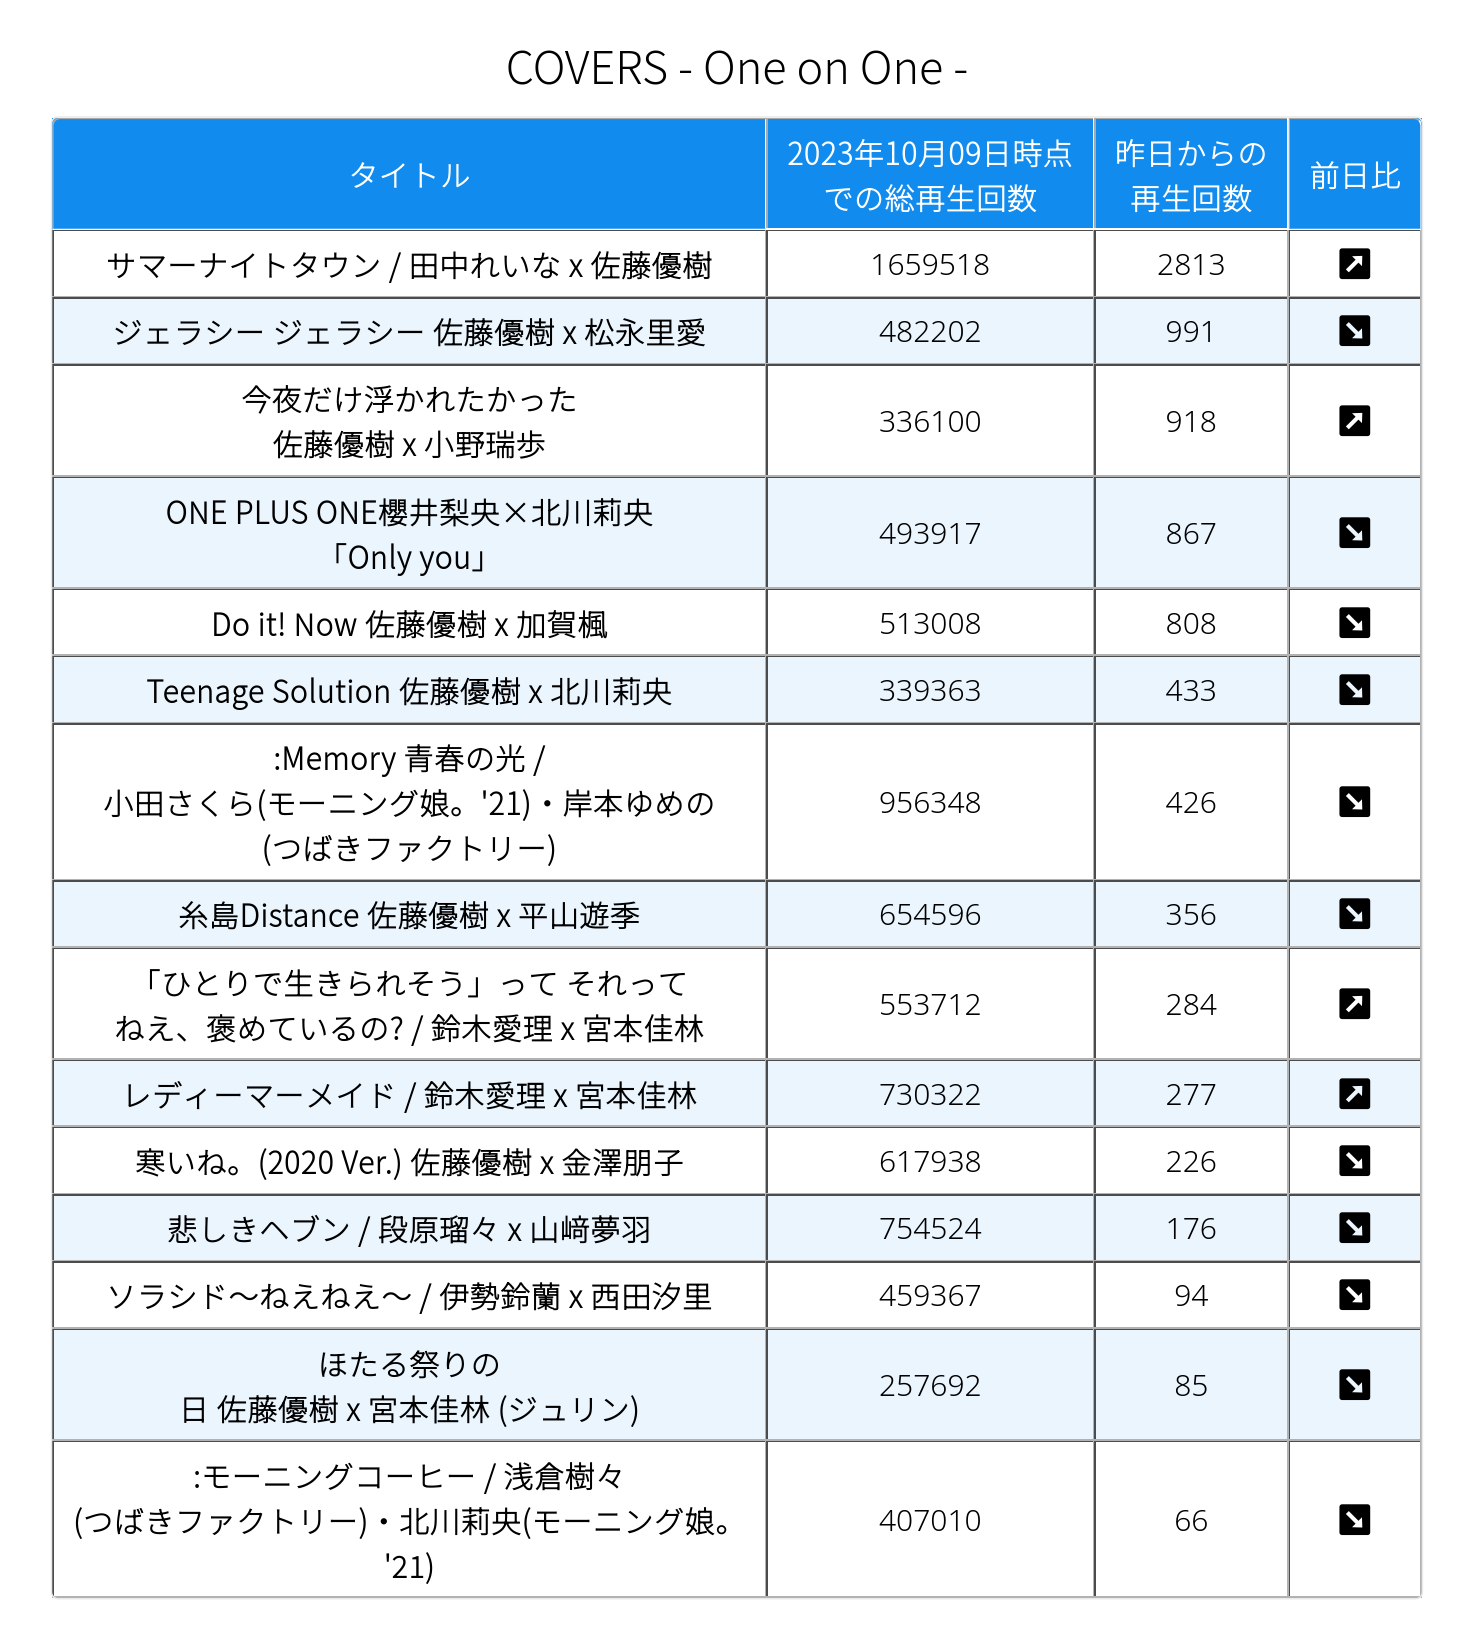 COVERS - One on One -
タイトル
2023年10月09日時点
での総再生回数
昨日からの
再生回数
前日比
サマーナイトタウン / 田中れいな x 佐藤優樹
1659518
2813
ジェラシー ジェラシー 佐藤優樹 x 松永里愛
482202
991
今夜だけ浮かれたかった
佐藤優樹 x 小野瑞歩
336100
918
ONE PLUS ONE櫻井梨央×北川莉央
「Only you」
493917
867
Do it! Now 佐藤優樹 x 加賀楓
513008
808
Teenage Solution 佐藤優樹 x 北川莉央
339363
433
:Memory 青春の光 /
小田さくら(モーニング娘。'21)・岸本ゆめの
(つばきファクトリー)
956348
426
糸島Distance 佐藤優樹 x 平山遊季
654596
356
「ひとりで生きられそう」って それって
ねえ、褒めているの? / 鈴木愛理 x 宮本佳林
553712
284
レディーマーメイド / 鈴木愛理 x 宮本佳林
730322
277
寒いね。(2020 Ver.) 佐藤優樹 x 金澤朋子
617938
226
悲しきヘブン / 段原瑠々 x 山﨑夢羽
754524
176
ソラシド〜ねえねえ〜 / 伊勢鈴蘭 x 西田汐里
459367
94
ほたる祭りの
日 佐藤優樹 x 宮本佳林 (ジュリン)
257692
85
:モーニングコーヒー / 浅倉樹々
(つばきファクトリー)・北川莉央(モーニング娘。
'21)
407010
66